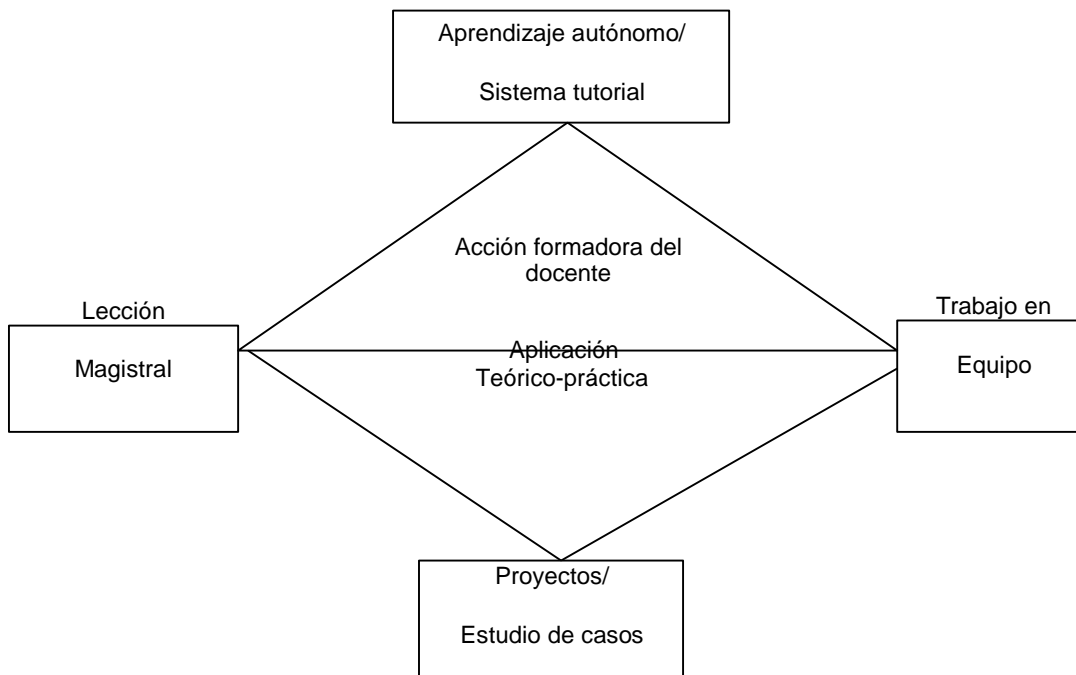 Aprendizaje autónomo/
Sistema tutorial
Acción formadora del
docente
Lección
Magistral
Trabajo en
Equipo
Aplicación
Teórico-práctica
Proyectos/
Estudio de casos